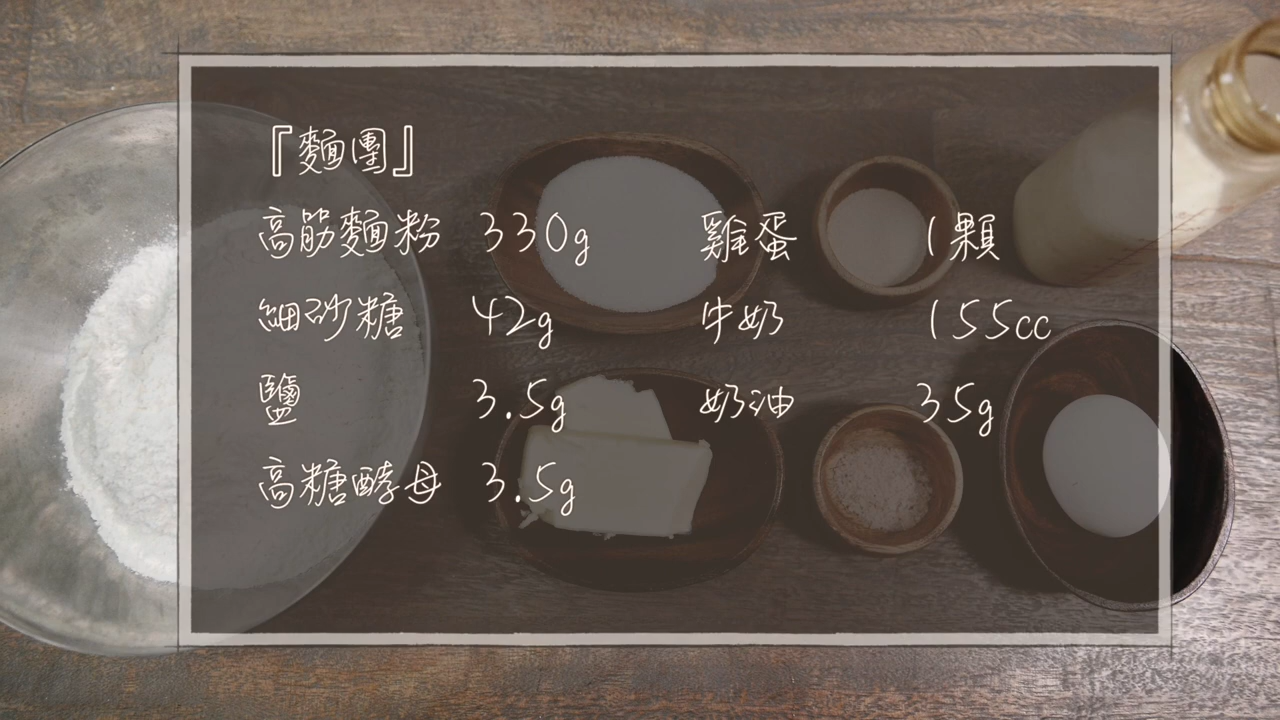 『麵團』
高筋麵粉 330g 雞蛋 1顆
細砂糖 42g 牛奶 155cc
鹽 3.5g 奶油 35g
高糖酵母 3.5g